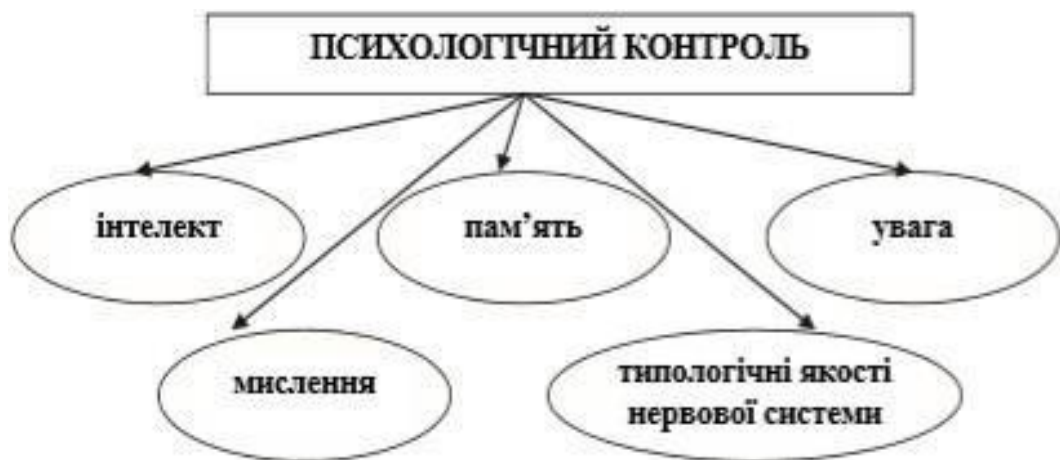 ПСИХОЛОГІЧНИЙ КОНТРОЛЬ
інтелект
пам’ять
увага
мислення
типологічні якості
нервової системи